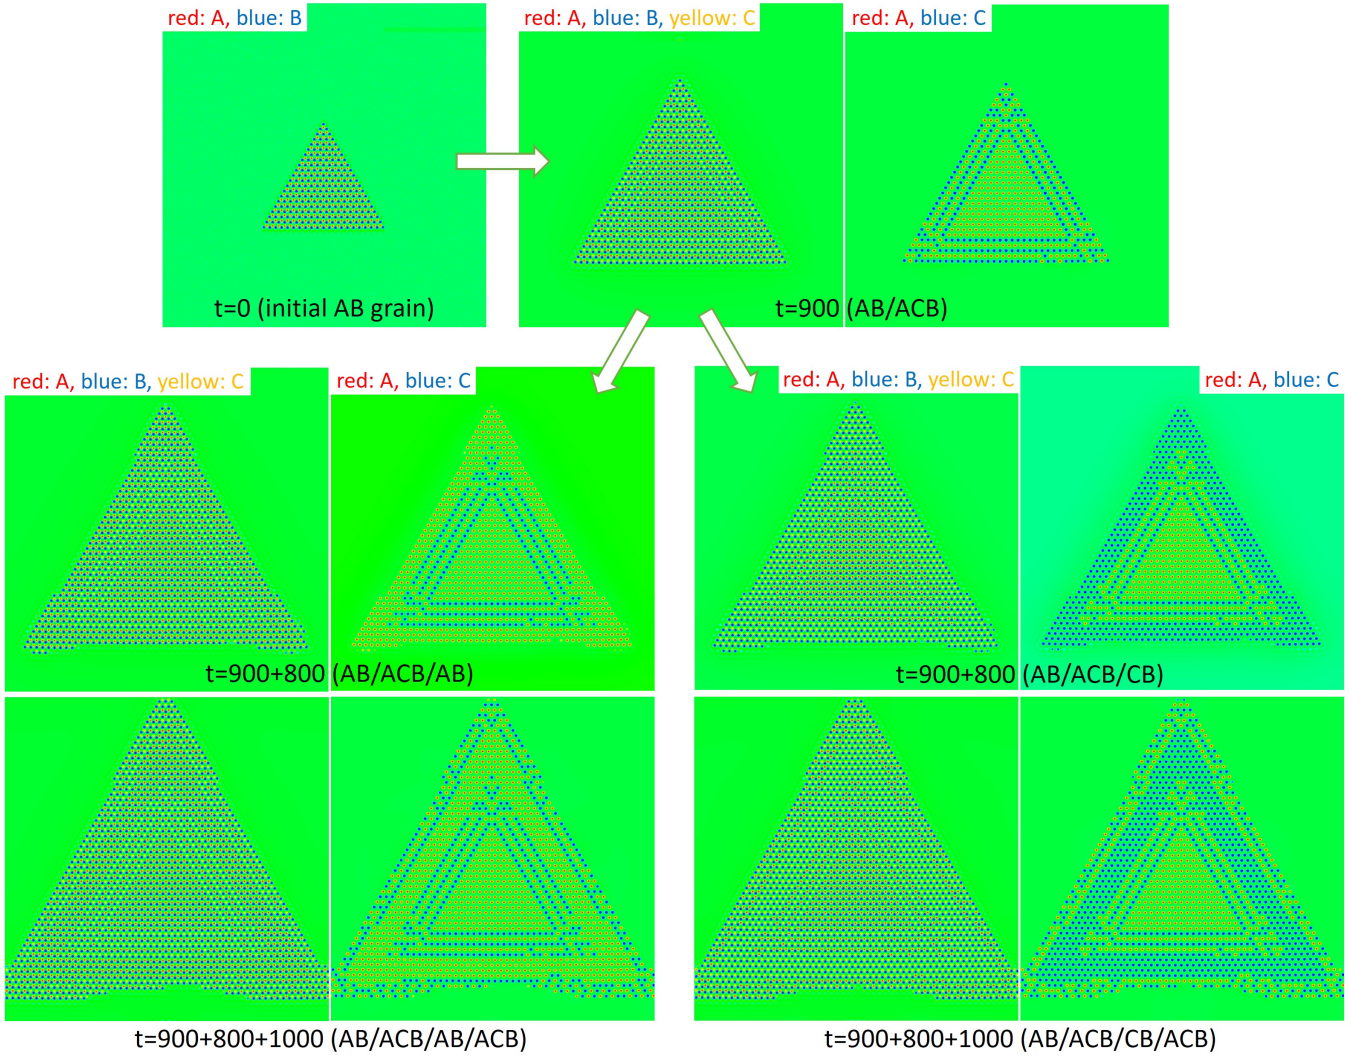 red: A, blue: B
red: A, blue: B, yellow: C
red: A, blue: C
t=0 (initial AB grain)
t=900 (AB/ACB)
red: A, blue: B, yellow: C
red: A, blue: C
red: A, blue: B, yellow: C
red: A, blue: C
t=900+800 (AB/ACB/AB)
t=900+800 (AB/ACB/CB)
t=900+800+1000 (AB/ACB/AB/ACB)
t=900+800+1000 (AB/ACB/CB/ACB)